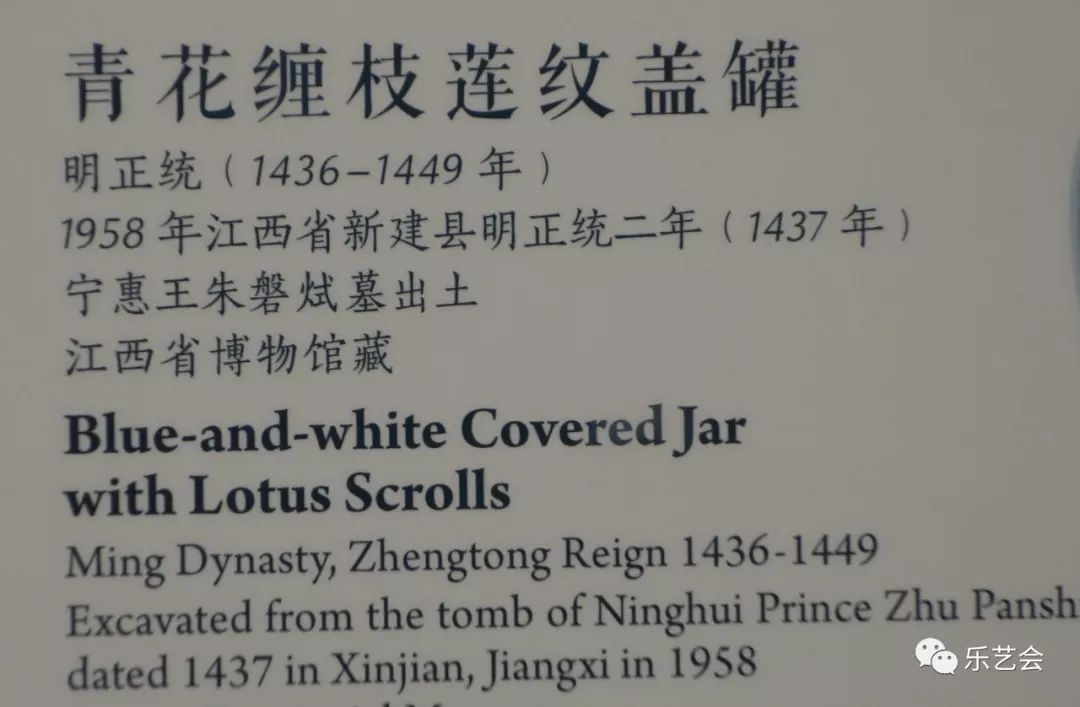 青花缠枝莲纹盖罐
明正统（1436-1449 年）
1958 年江西省新建县明正统二年（1437 年）
宁惠王朱磐烒墓出土
江西省博物馆藏
Blue-and-white Covered Jar
with Lotus Scrolls
Ming Dynasty, Zhengtong Reign 1436-1449
Excavated from the tomb of Ninghui Prince Zhu Pansh
dated 1437 in Xinjian, Jiangxi in 1958
乐艺会